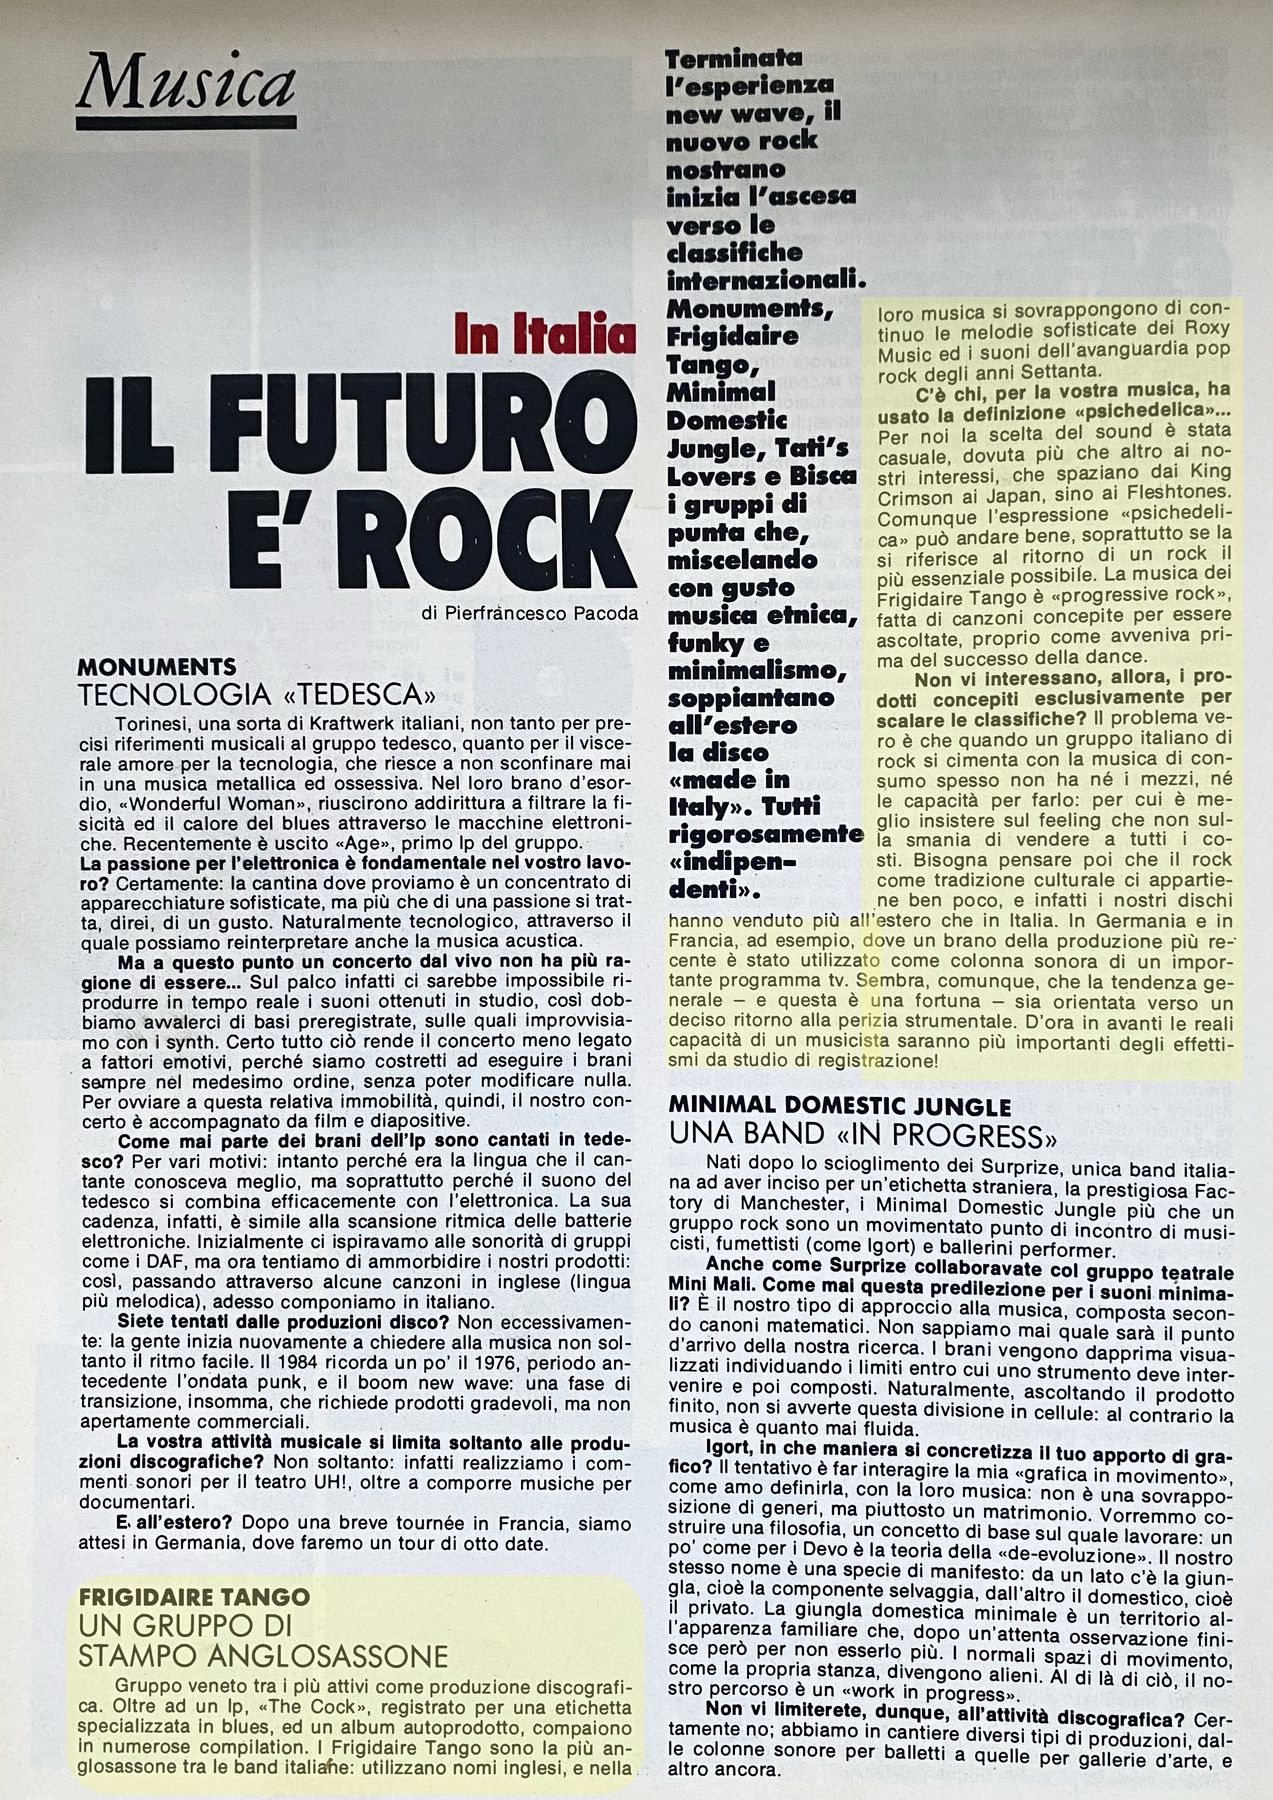 Musica
In Italia
IL FUTURO
E' ROCK
di Pierfrancesco Pacoda
Terminata
l'esperienza
new wave, il
nuovo rock
nostrano
inizia l'ascesa
verso le
classifiche
internazionali.
Monuments,
Frigidaire
Tango,
Minimal
Domestic
Jungle, Tati's
Lovers e Bisca
i gruppi di
punta che,
miscelando
con gusto
musica etnica,
funky e
minimalismo,
soppiantano
all'estero
la disco
«made in
Italy». Tutti
rigorosamente
«indipen-
denti».
MONUMENTS
TECNOLOGIA «TEDESCA»
Torinesi, una sorta di Kraftwerk italiani, non tanto per pre-
cisi riferimenti musicali al gruppo tedesco, quanto per il visce-
rale amore per la tecnologia, che riesce a non sconfinare mai
in una musica metallica ed ossessiva. Nel loro brano d'esor-
dio, «Wonderful Woman», riuscirono addirittura a filtrare la fi-
sicità ed il calore del blues attraverso le macchine elettroni-
che. Recentemente è uscito «Age», primo lp del gruppo.
La passione per l'elettronica è fondamentale nel vostro lavo-
ro? Certamente: la cantina dove proviamo è un concentrato di
apparecchiature sofisticate, ma più che di una passione si trat-
ta, direi, di un gusto. Naturalmente tecnologico, attraverso il
quale possiamo reinterpretare anche la musica acustica.
Ma a questo punto un concerto dal vivo non ha più ra-
gione di essere... Sul palco infatti ci sarebbe impossibile ri-
produrre in tempo reale i suoni ottenuti in studio, così dob-
biamo avvalerci di basi preregistrate, sulle quali improvvisia-
mo con i synth. Certo tutto ciò rende il concerto meno legato
a fattori emotivi, perché siamo costretti ad eseguire i brani
sempre nel medesimo ordine, senza poter modificare nulla.
Per ovviare a questa relativa immobilità, quindi, il nostro con-
certo è accompagnato da film e diapositive.
Come mai parte dei brani dell'lp sono cantati in tede-
sco? Per vari motivi: intanto perché era la lingua che il can-
tante conosceva meglio, ma soprattutto perché il suono del
tedesco si combina efficacemente con l'elettronica. La sua
cadenza, infatti, è simile alla scansione ritmica delle batterie
elettroniche. Inizialmente ci ispiravamo alle sonorità di gruppi
come i DAF, ma ora tentiamo di ammorbidire i nostri prodotti:
così, passando attraverso alcune canzoni in inglese (lingua
più melodica), adesso componiamo in italiano.
Siete tentati dalle produzioni disco? Non eccessivamen-
te: la gente inizia nuovamente a chiedere alla musica non sol-
tanto il ritmo facile. Il 1984 ricorda un po' il 1976, periodo an-
tecedente l'ondata punk, e il boom new wave: una fase di
transizione, insomma, che richiede prodotti gradevoli, ma non
apertamente commerciali.
La vostra attività musicale si limita soltanto alle produ-
zioni discografiche? Non soltanto: infatti realizziamo i com-
menti sonori per il teatro UH!, oltre a comporre musiche per
documentari.
E all'estero? Dopo una breve tournée in Francia, siamo
attesi in Germania, dove faremo un tour di otto date.
FRIGIDAIRE TANGO
UN GRUPPO DI
STAMPO ANGLOSASSONE
Gruppo veneto tra i più attivi come produzione discografi-
ca. Oltre ad un lp, «The Cock», registrato per una etichetta
specializzata in blues, ed un album autoprodotto, compaiono
in numerose compilation. I Frigidaire Tango sono la più an-
glosassone tra le band italiane: utilizzano nomi inglesi, e nella
loro musica si sovrappongono di con-
tinuo le melodie sofisticate dei Roxy
Music ed i suoni dell'avanguardia pop
rock degli anni Settanta.
C'è chi, per la vostra musica, ha
usato la definizione «psichedelica»...
Per noi la scelta del sound è stata
casuale, dovuta più che altro ai no-
stri interessi, che spaziano dai King
Crimson ai Japan, sino ai Fleshtones.
Comunque l'espressione «psichedeli-
ca» può andare bene, soprattutto se la
si riferisce al ritorno di un rock il
più essenziale possibile. La musica dei
Frigidaire Tango è «progressive rock»,
fatta di canzoni concepite per essere
ascoltate, proprio come avveniva pri-
ma del successo della dance.
Non vi interessano, allora, i pro-
dotti concepiti esclusivamente per
scalare le classifiche? Il problema ve-
ro è che quando un gruppo italiano di
rock si cimenta con la musica di con-
sumo spesso non ha né i mezzi, né
le capacità per farlo: per cui è me-
glio insistere sul feeling che non sul-
la smania di vendere a tutti i co-
sti. Bisogna pensare poi che il rock
come tradizione culturale ci appartie-
ne ben poco, e infatti i nostri dischi
hanno venduto più all'estero che in Italia. In Germania e in
Francia, ad esempio, dove un brano della produzione più re-
cente è stato utilizzato come colonna sonora di un impor-
tante programma tv. Sembra, comunque, che la tendenza ge-
nerale – e questa è una fortuna – sia orientata verso un
deciso ritorno alla perizia strumentale. D'ora in avanti le reali
capacità di un musicista saranno più importanti degli effetti-
smi da studio di registrazione!
MINIMAL DOMESTIC JUNGLE
UNA BAND «IN PROGRESS»
Nati dopo lo scioglimento dei Surprize, unica band italia-
na ad aver inciso per un'etichetta straniera, la prestigiosa Fac-
tory di Manchester, i Minimal Domestic Jungle più che un
gruppo rock sono un movimentato punto di incontro di musi-
cisti, fumettisti (come Igort) e ballerini performer.
Anche come Surprize collaboravate col gruppo teatrale
Mini Mali. Come mai questa predilezione per i suoni minima-
li? È il nostro tipo di approccio alla musica, composta secon-
do canoni matematici. Non sappiamo mai quale sarà il punto
d'arrivo della nostra ricerca. I brani vengono dapprima visua-
lizzati individuando i limiti entro cui uno strumento deve inter-
venire e poi composti. Naturalmente, ascoltando il prodotto
finito, non si avverte questa divisione in cellule: al contrario la
musica è quanto mai fluida.
Igort, in che maniera si concretizza il tuo apporto di gra-
fico? Il tentativo è far interagire la mia «grafica in movimento»,
come amo definirla, con la loro musica: non è una sovrappo-
sizione di generi, ma piuttosto un matrimonio. Vorremmo co-
struire una filosofia, un concetto di base sul quale lavorare: un
po' come per i Devo è la teoria della «de-evoluzione». Il nostro
stesso nome è una specie di manifesto: da un lato c'è la giun-
gla, cioè la componente selvaggia, dall'altro il domestico, cioè
il privato. La giungla domestica minimale è un territorio al-
l'apparenza familiare che, dopo un'attenta osservazione fini-
sce però per non esserlo più. I normali spazi di movimento,
come la propria stanza, divengono alieni. Al di là di ciò, il no-
stro percorso è un «work in progress».
Non vi limiterete, dunque, all'attività discografica? Cer-
tamente no; abbiamo in cantiere diversi tipi di produzioni, dal-
le colonne sonore per balletti a quelle per gallerie d'arte, e
altro ancora.